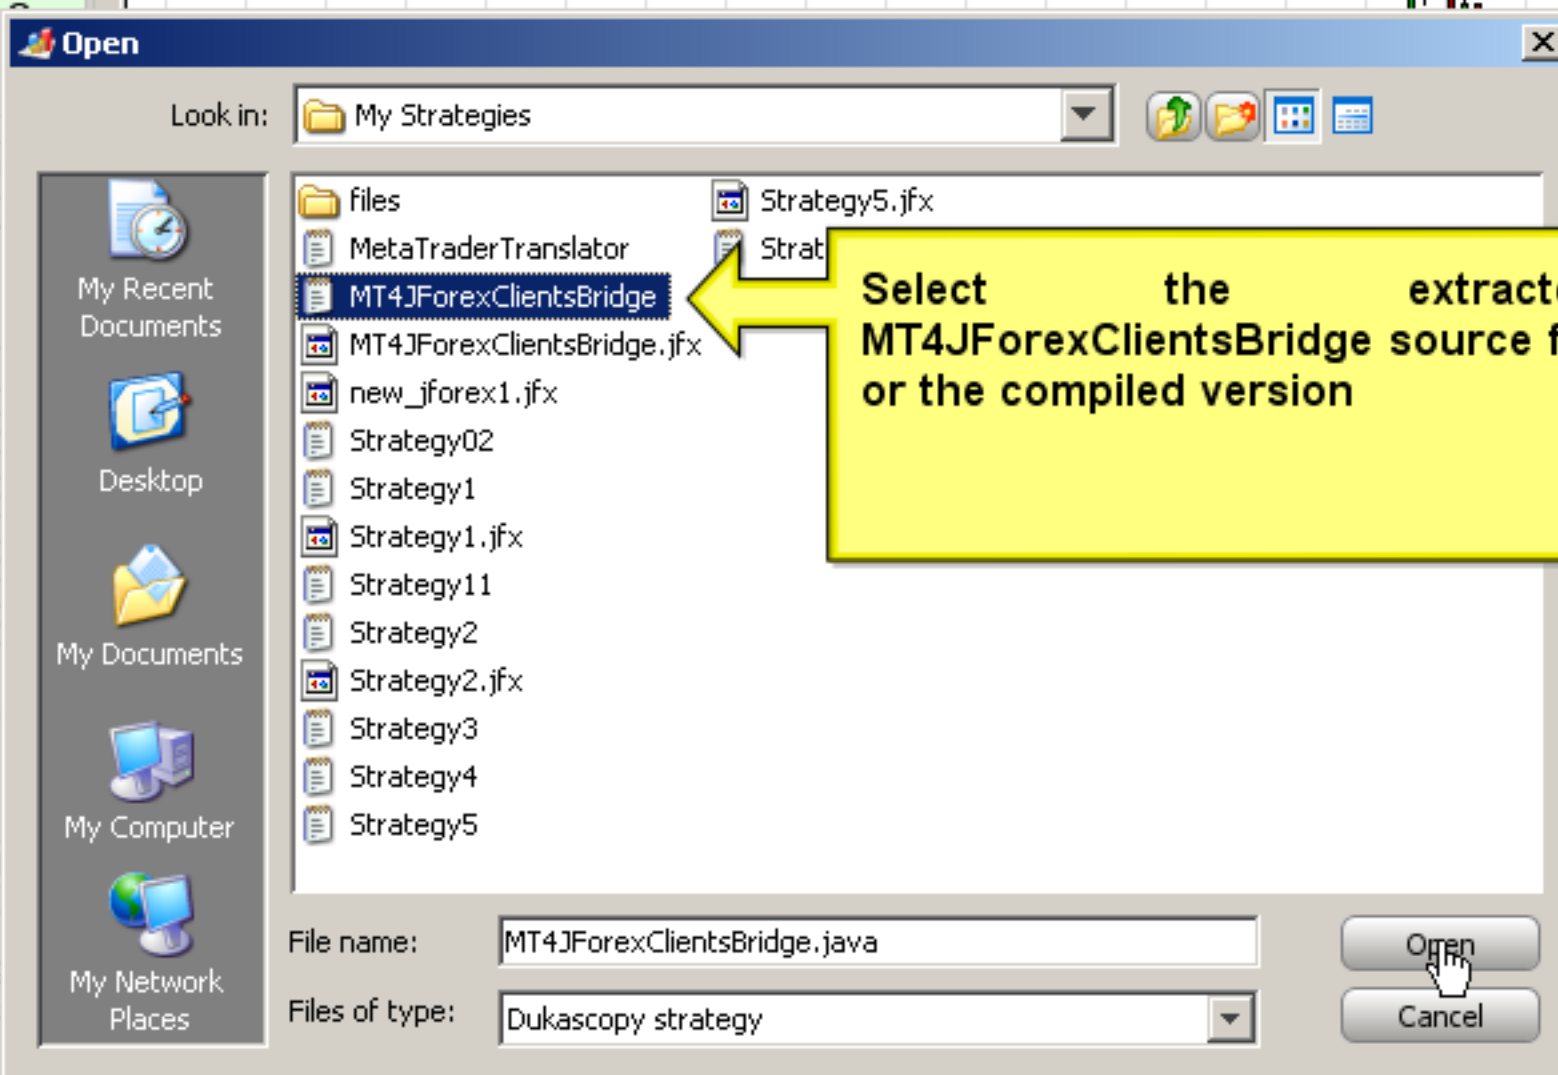 Open
Look in:
My Strategies
My Recent
Documents
Desktop
My Documents
My Computer
My Network
Places
files
MetaTraderTranslator
MT4JForexClientsBridge
MT4JForexClientsBridge.jfx
new_jforex1.jfx
Strategy02
Strategy1
Strategy1.jfx
Strategy11
Strategy2
Strategy2.jfx
Strategy3
Strategy4
Strategy5
Strategy5.jfx
Strat
Select the extracte
MT4JForexClientsBridge source f
or the compiled version
File name:
MT4JForexClientsBridge.java
Open
Files of type:
Dukascopy strategy
Cancel